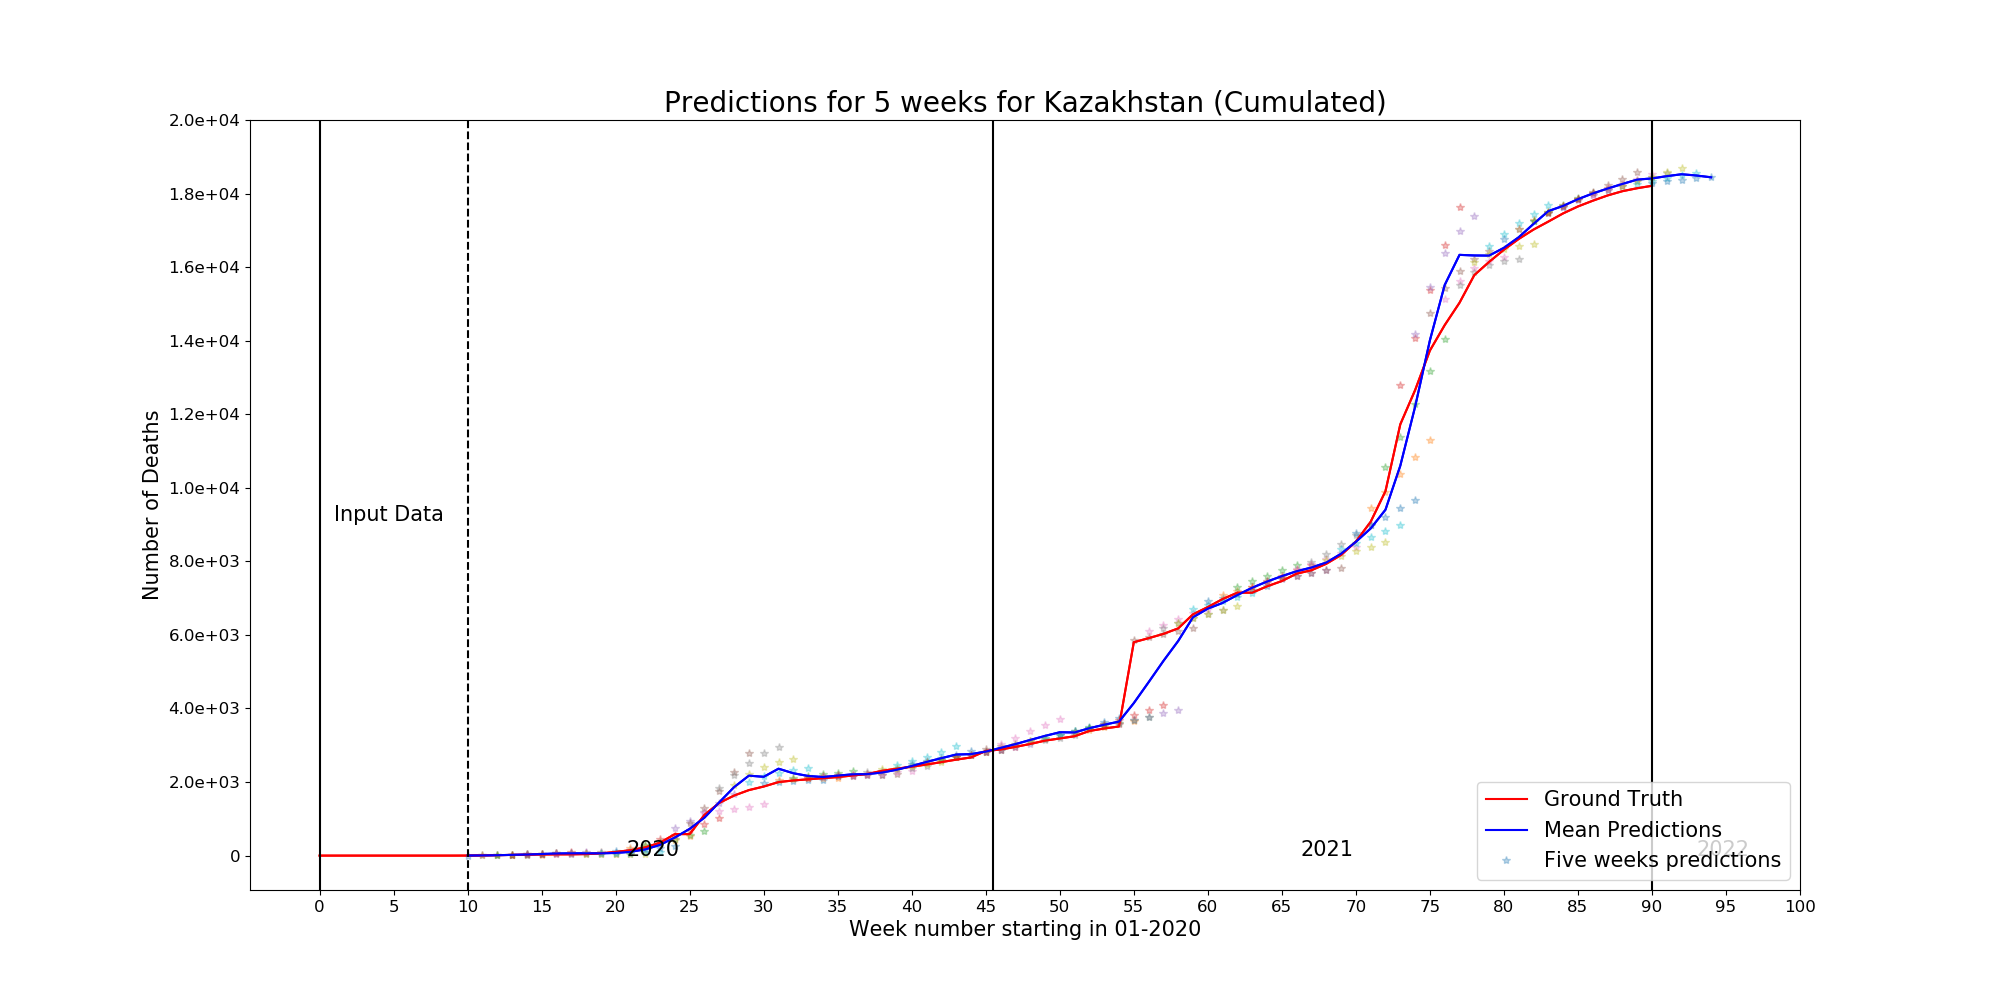 Predictions for 5 weeks for Kazakhstan (Cumulated)
2.0e+04
1.8e+04
1.6e+04
1.4e+04
1.2e+04
1.0e+04
8.0e+03
6.0e+03
4.0e+03
2.0e+03
0
Number of Deaths
Input Data
2020
2021
2022
Ground Truth
Mean Predictions
Five weeks predictions
0 5 10 15 20 25 30 35 40 45 50 55 60 65 70 75 80 85 90 95 100
Week number starting in 01-2020